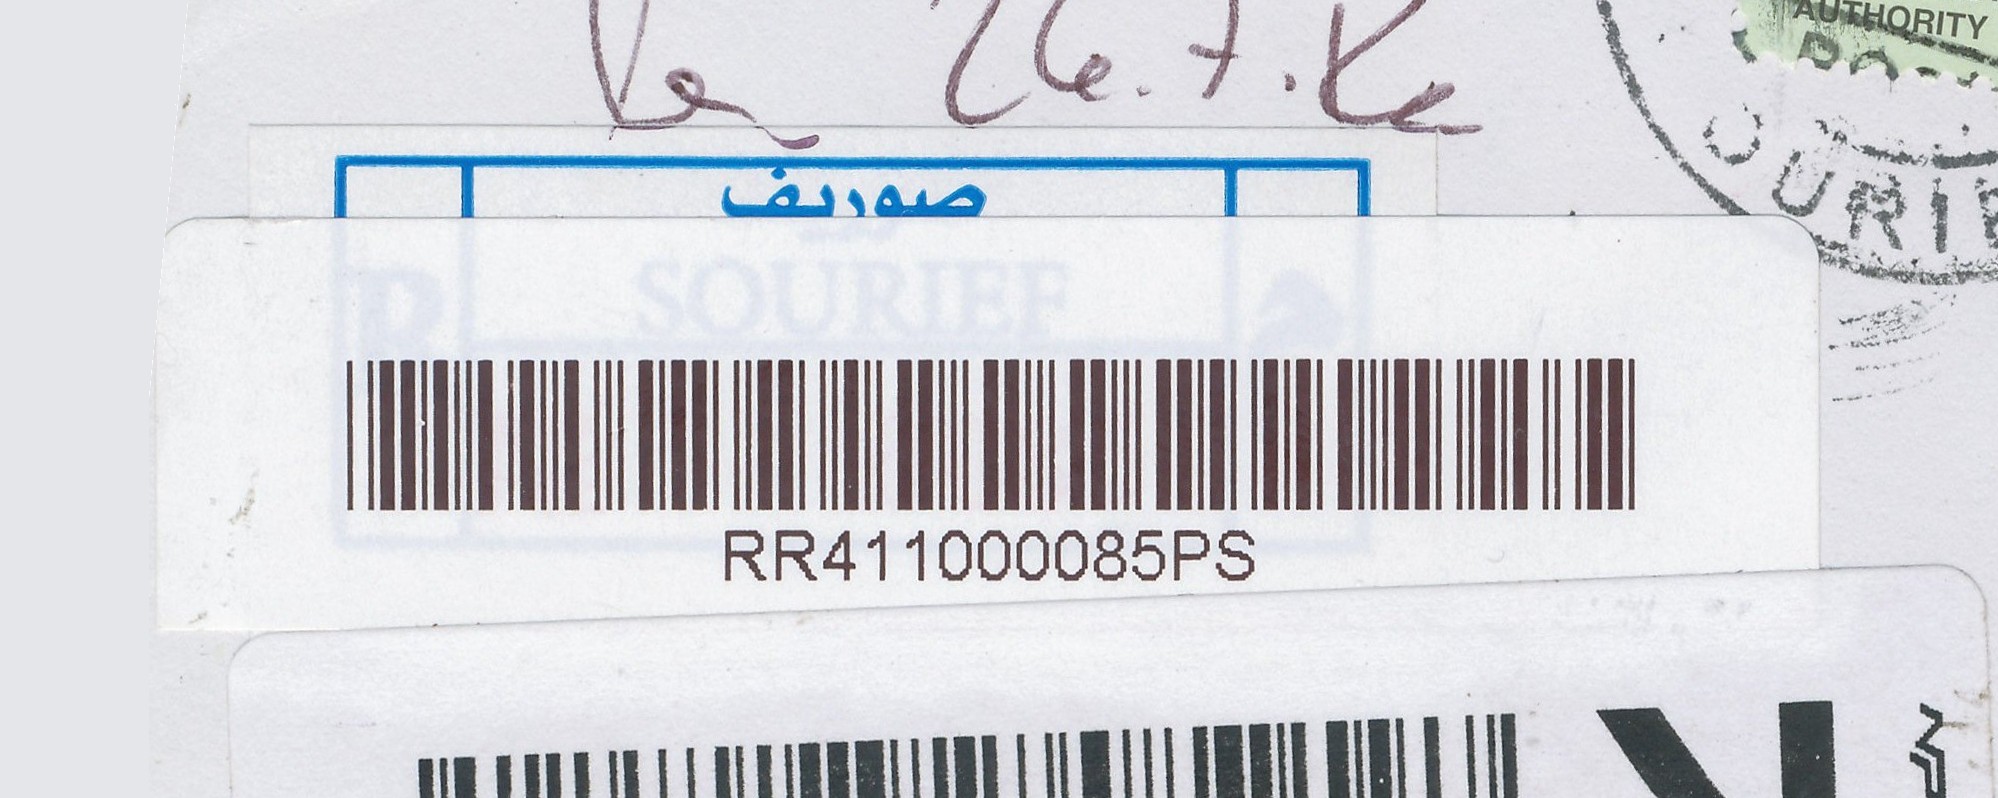 AUTHORITY
26.7.
صوريف
SOURIEF
R
RR411000085PS